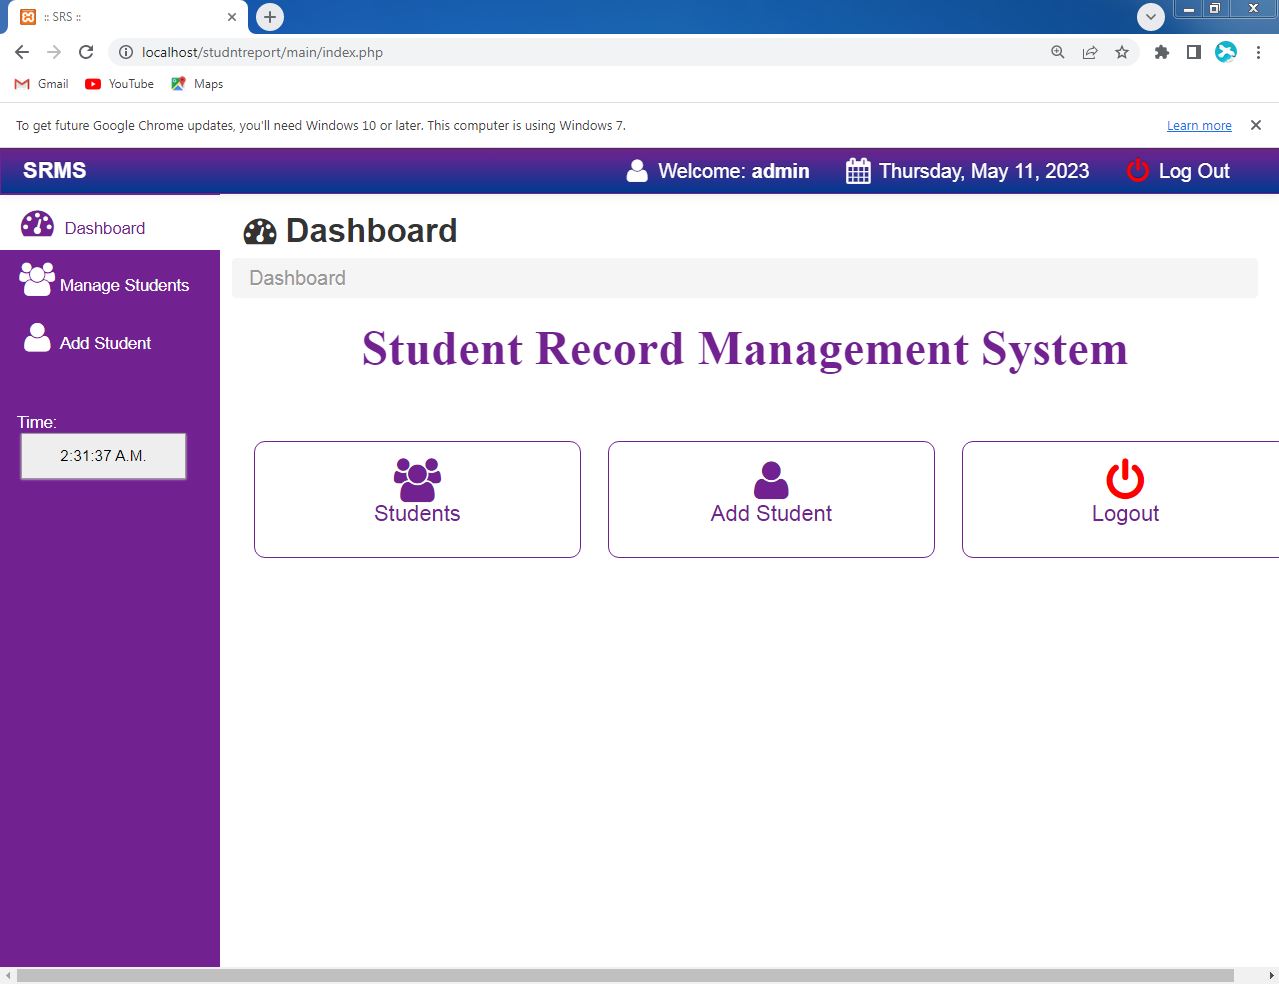 :: SRS ::
localhost/studntreport/main/index.php
Gmail YouTube Maps
To get future Google Chrome updates, you'll need Windows 10 or later. This computer is using Windows 7. Learn more
SRMS Welcome: admin Thursday, May 11, 2023 Log Out
Dashboard
Manage Students
Add Student
Time:
2:31:37 A.M.
Dashboard
Dashboard
Student Record Management System
Students
Add Student
Logout